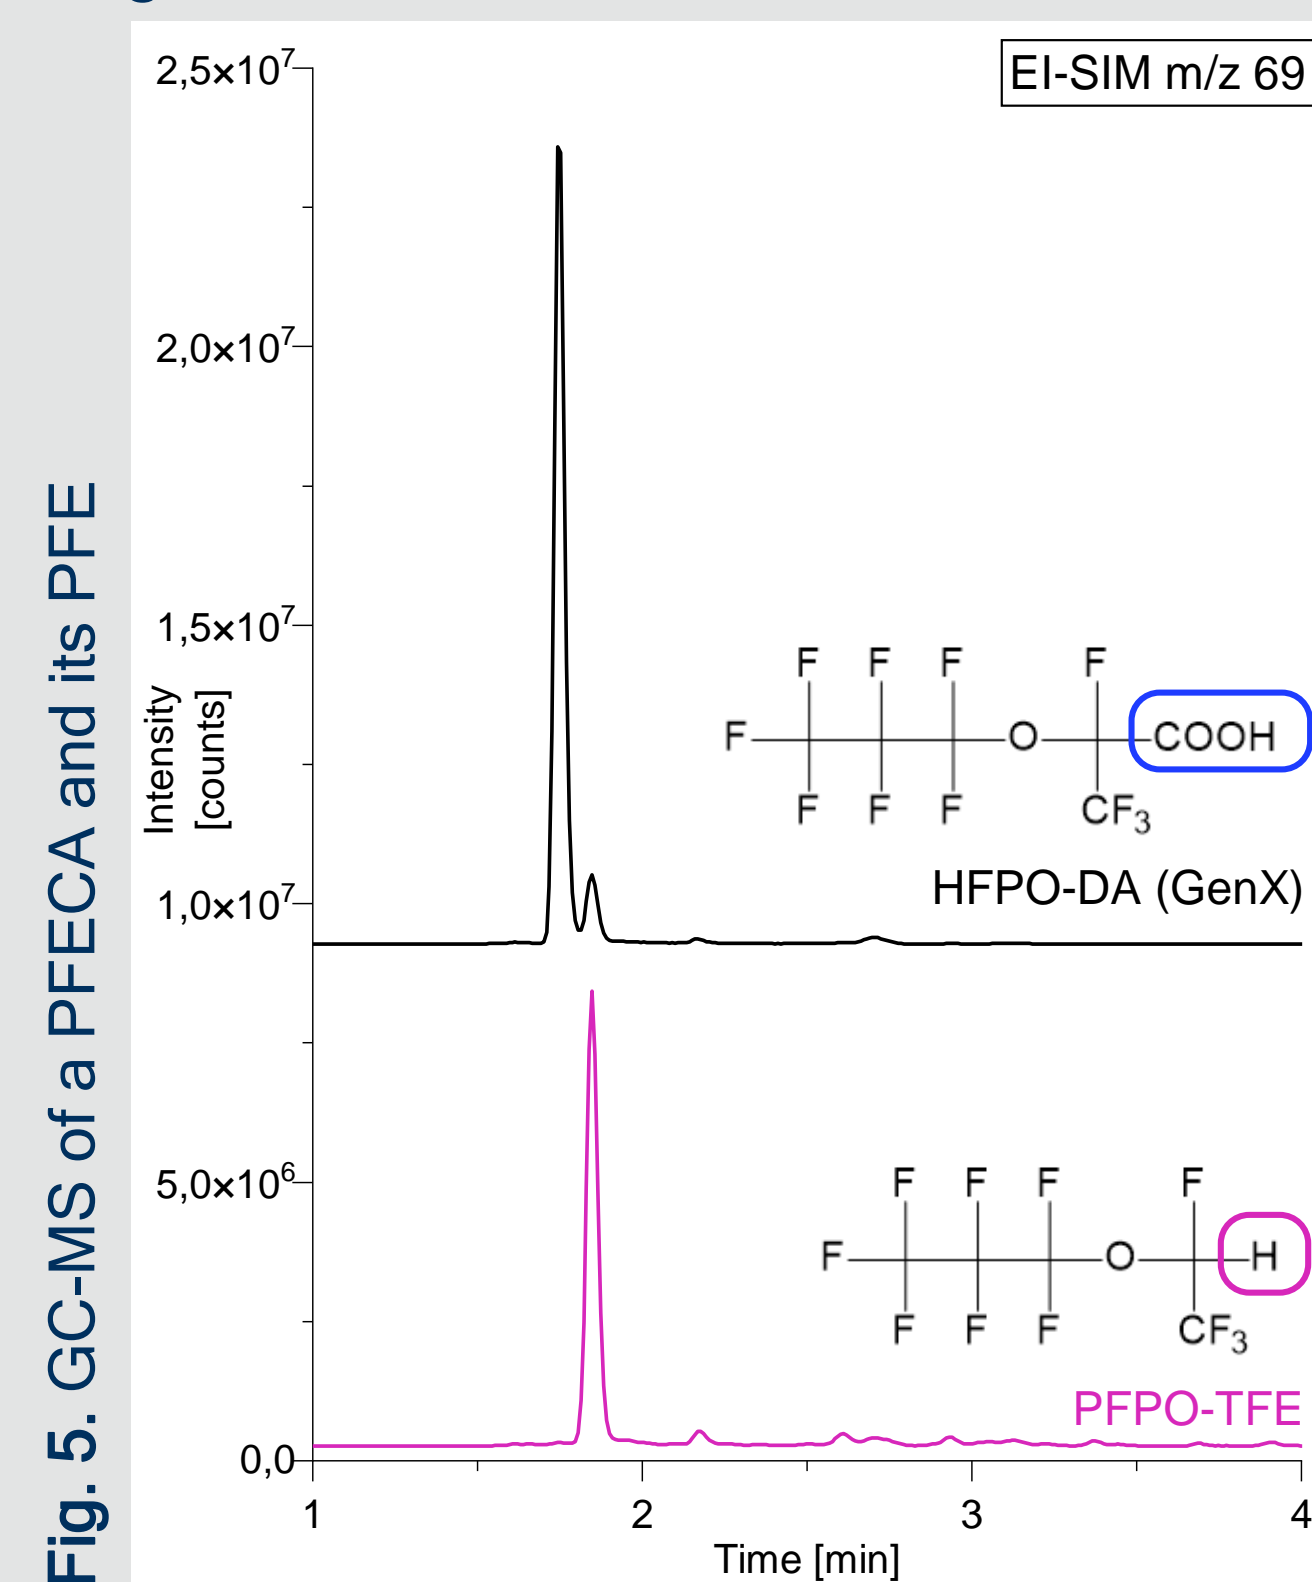 Fig. 5. GC-MS of a PFECA and its PFE
EI-SIM m/z 69
2,5×10⁷
2,0×10⁷
1,5×10⁷
1,0×10⁷
5,0×10⁶
0,0
Intensity
[counts]
F F F F
F O COOH
F F F CF₃
HFPO-DA (GenX)
F F F F
F O H
F F F CF₃
PFPO-TFE
1 2 3 4
Time [min]